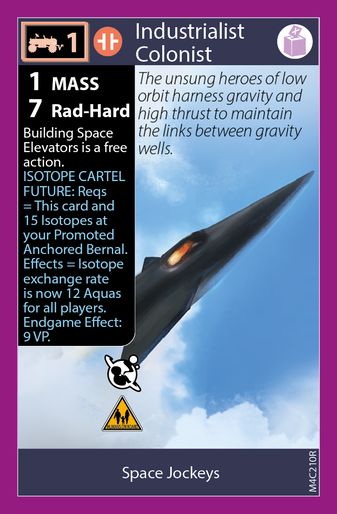 1
Industrialist
Colonist
1 MASS
7 Rad-Hard
Building Space
Elevators is a free
action.
ISOTOPE CARTEL
FUTURE: Reqs
= This card and
15 Isotopes at
your Promoted
Anchored Bernal.
Effects = Isotope
exchange rate
is now 12 Aquas
for all players.
Endgame Effect:
9 VP.
The unsung heroes of low
orbit harness gravity and
high thrust to maintain
the links between gravity
wells.
Space Jockeys
M4C210R